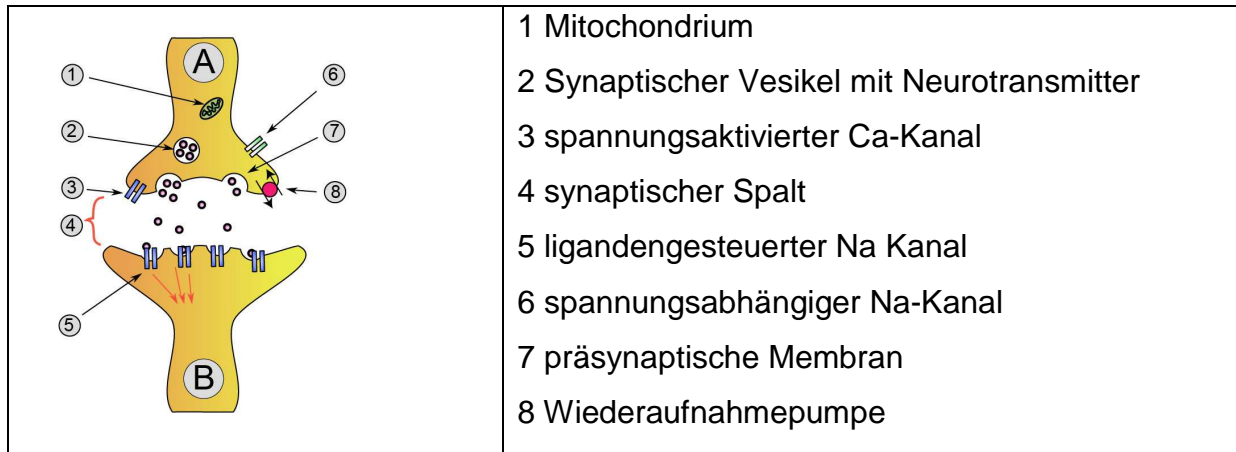 A
1
2
3
4
5
6
7
8
B
1 Mitochondrium
2 Synaptischer Vesikel mit Neurotransmitter
3 spannungsaktivierter Ca-Kanal
4 synaptischer Spalt
5 ligandengesteuerter Na Kanal
6 spannungsabhängiger Na-Kanal
7 präsynaptische Membran
8 Wiederaufnahmepumpe